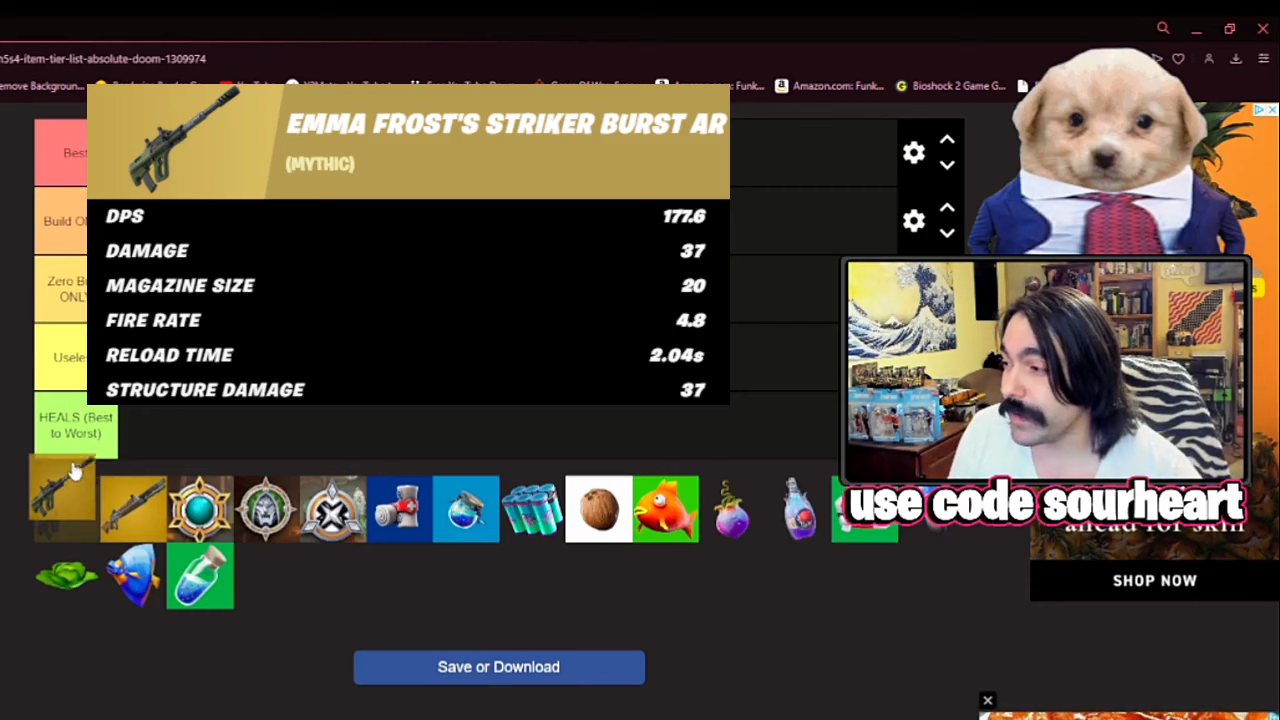 n5s4-item-tier-list-absolute-doom-1309974
emove Backgroun...
Amazon.com: Funk...
Bioshock 2 Game G...
EMMA FROST'S STRIKER BURST AR
(MYTHIC)
Best
DPS 177.6
DAMAGE 37
MAGAZINE SIZE 20
FIRE RATE 4.8
RELOAD TIME 2.04s
STRUCTURE DAMAGE 37
Build O
Zero Bu
ONLY
Useles
HEALS (Best
to Worst)
use code sourheart
ahead for skin
SHOP NOW
Save or Download